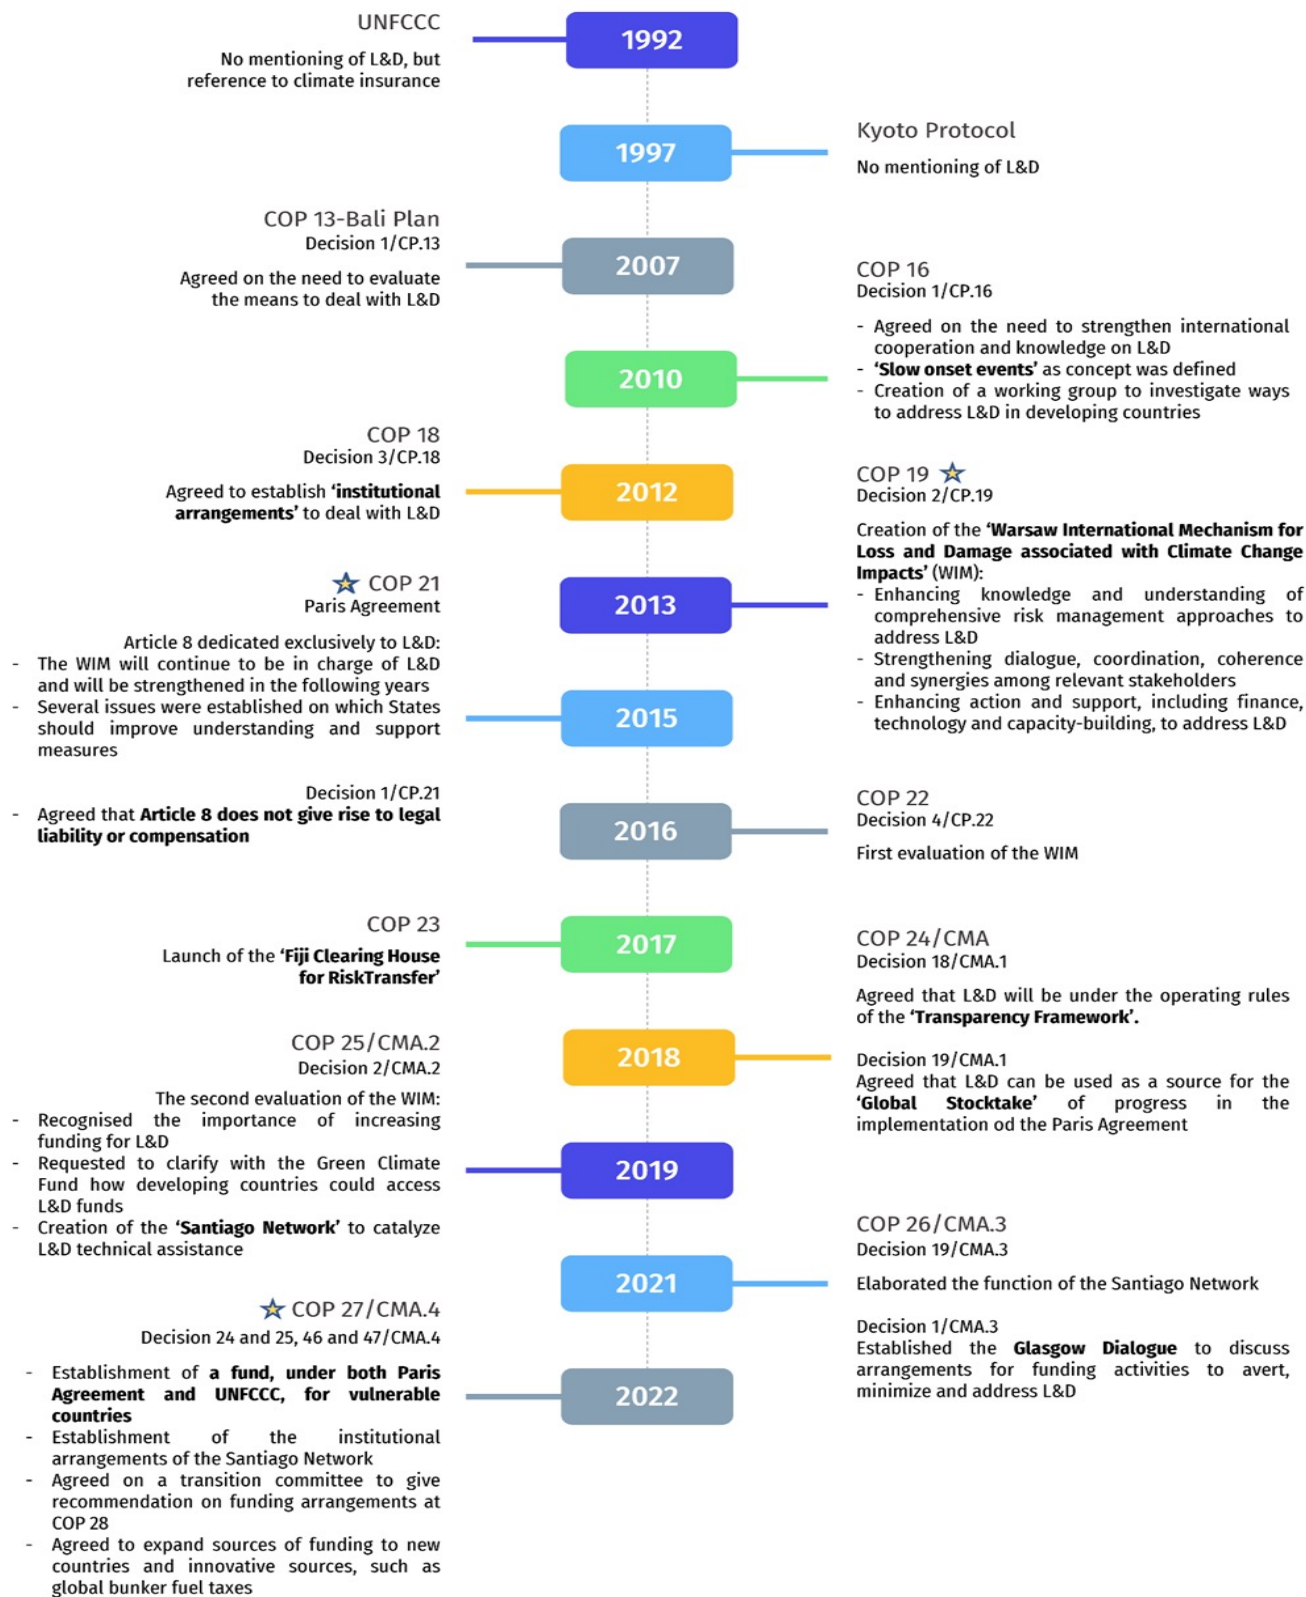 UNFCCC
No mentioning of L&D, but
reference to climate insurance
1992
1997
Kyoto Protocol
No mentioning of L&D
COP 13-Bali Plan
Decision 1/CP.13
Agreed on the need to evaluate
the means to deal with L&D
2007
COP 16
Decision 1/CP.16
- Agreed on the need to strengthen international
cooperation and knowledge on L&D
- ‘Slow onset events’ as concept was defined
- Creation of a working group to investigate ways
to address L&D in developing countries
2010
COP 18
Decision 3/CP.18
Agreed to establish ‘institutional
arrangements’ to deal with L&D
2012
COP 19
Decision 2/CP.19
Creation of the ‘Warsaw International Mechanism for
Loss and Damage associated with Climate Change
Impacts’ (WIM):
- Enhancing knowledge and understanding of
comprehensive risk management approaches to
address L&D
- Strengthening dialogue, coordination, coherence
and synergies among relevant stakeholders
- Enhancing action and support, including finance,
technology and capacity-building, to address L&D
2013
COP 21
Paris Agreement
Article 8 dedicated exclusively to L&D:
- The WIM will continue to be in charge of L&D
and will be strengthened in the following years
- Several issues were established on which States
should improve understanding and support
measures
Decision 1/CP.21
- Agreed that Article 8 does not give rise to legal
liability or compensation
2015
2016
COP 22
Decision 4/CP.22
First evaluation of the WIM
COP 23
Launch of the ‘Fiji Clearing House
for RiskTransfer’
2017
COP 24/CMA
Decision 18/CMA.1
Agreed that L&D will be under the operating rules
of the ‘Transparency Framework’.
Decision 19/CMA.1
Agreed that L&D can be used as a source for the
‘Global Stocktake’ of progress in the
implementation od the Paris Agreement
2018
COP 25/CMA.2
Decision 2/CMA.2
The second evaluation of the WIM:
- Recognised the importance of increasing
funding for L&D
- Requested to clarify with the Green Climate
Fund how developing countries could access
L&D funds
- Creation of the ‘Santiago Network’ to catalyze
L&D technical assistance
2019
COP 26/CMA.3
Decision 19/CMA.3
Elaborated the function of the Santiago Network
Decision 1/CMA.3
Established the Glasgow Dialogue to discuss
arrangements for funding activities to avert,
minimize and address L&D
2021
COP 27/CMA.4
Decision 24 and 25, 46 and 47/CMA.4
- Establishment of a fund, under both Paris
Agreement and UNFCCC, for vulnerable
countries
- Establishment of the institutional
arrangements of the Santiago Network
- Agreed on a transition committee to give
recommendation on funding arrangements at
COP 28
- Agreed to expand sources of funding to new
countries and innovative sources, such as
global bunker fuel taxes
2022